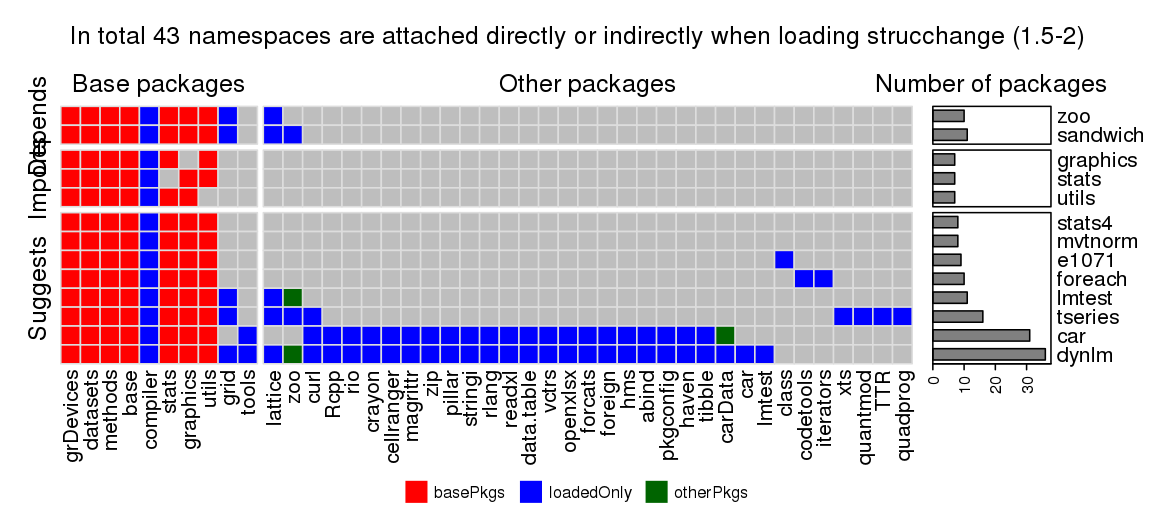 In total 43 namespaces are attached directly or indirectly when loading strucchange (1.5-2)
Base packages
Other packages
Number of packages
Depends
Imports
Suggests
zoo
sandwich
graphics
stats
utils
stats4
mvtnorm
e1071
foreach
lmtest
tseries
car
dynlm
0 10 20 30
grDevices
datasets
methods
base
compiler
stats
graphics
utils
grid
tools
lattice
zoo
curl
Rcpp
rio
crayon
cellranger
magrittr
zip
pillar
stringi
rlang
readxl
data.table
vctrs
openxlsx
forcats
foreign
hms
abind
pkgconfig
haven
tibble
carData
car
lmtest
class
codetools
iterators
xts
quantmod
TTR
quadprog
basePkgs
loadedOnly
otherPkgs